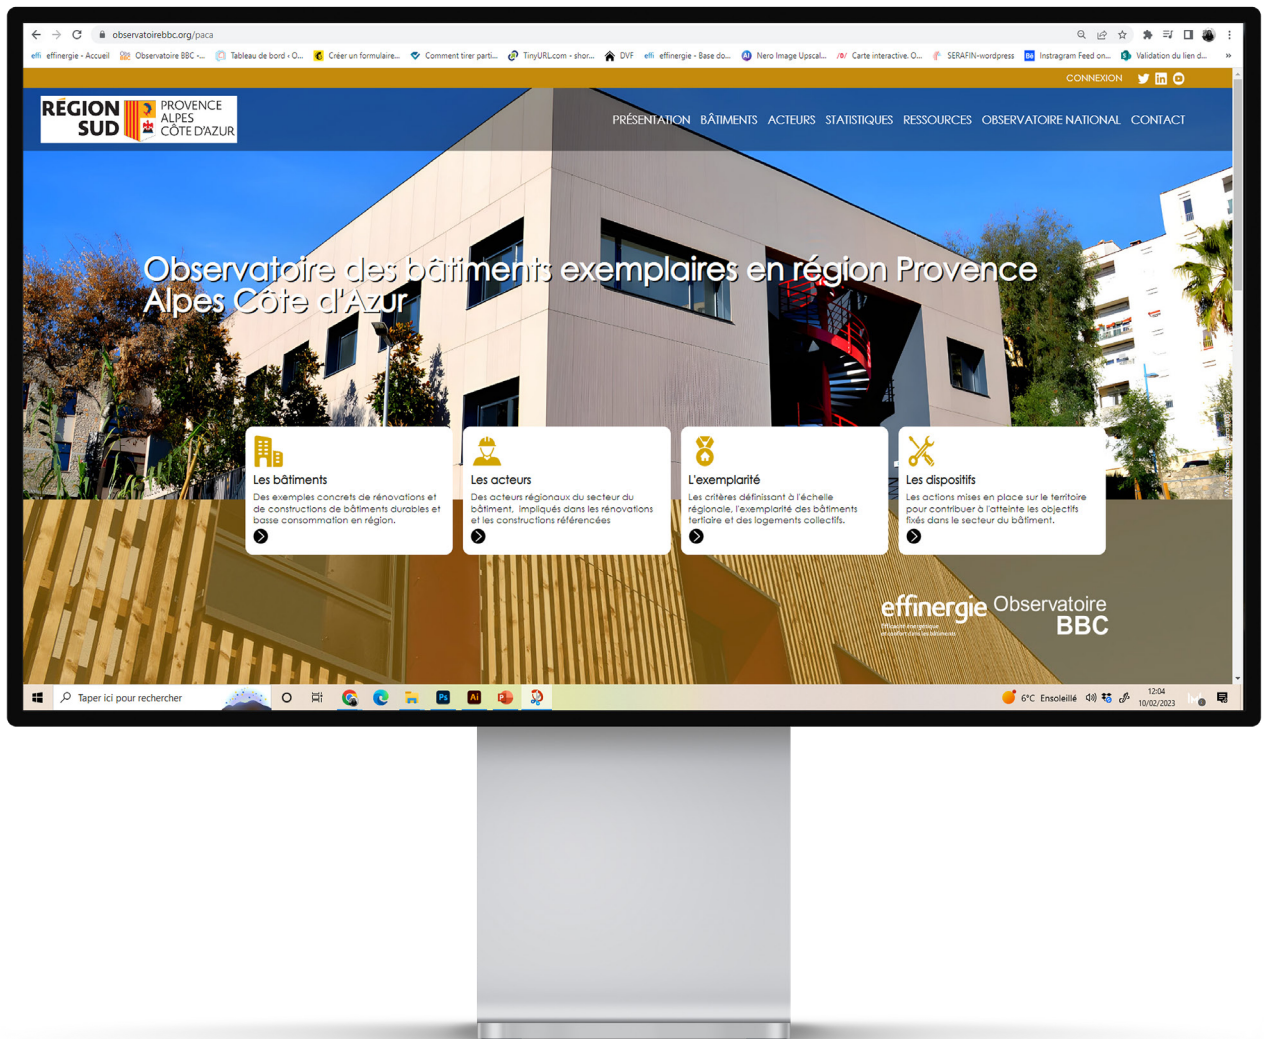 observatoirebbc.org/paca
effi effinergie - Accueil
Observatoire BBC -...
Tableau de bord ‹ O...
Créer un formulaire...
Comment tirer parti...
TinyURL.com - shor...
DVF
effi effinergie - Base do...
Nero Image Upscal...
Carte interactive. O...
SERAFIN-wordpress
Instragram Feed on...
Validation du lien d...
»
CONNEXION
RÉGION SUD
PROVENCE
ALPES
CÔTE D'AZUR
PRÉSENTATION BÂTIMENTS ACTEURS STATISTIQUES RESSOURCES OBSERVATOIRE NATIONAL CONTACT
Observatoire des bâtiments exemplaires en région Provence
Alpes Côte d'Azur
Les bâtiments
Des exemples concrets de rénovations et
de constructions de bâtiments durables et
basse consommation en région.
Les acteurs
Des acteurs régionaux du secteur du
bâtiment, impliqués dans les rénovations
et les constructions référencées
L'exemplarité
Les critères définissant à l'échelle
régionale, l'exemparité des bâtiments
tertiaire et des logements collectifs.
Les dispositifs
Les actions mises en place sur le territoire
pour contribuer à l'atteinte les objectifs
fixés dans le secteur du bâtiment.
effinergie Observatoire
BBC
Taper ici pour rechercher
Ps
Ai
6°C Ensoleillé
12:04
10/02/2023